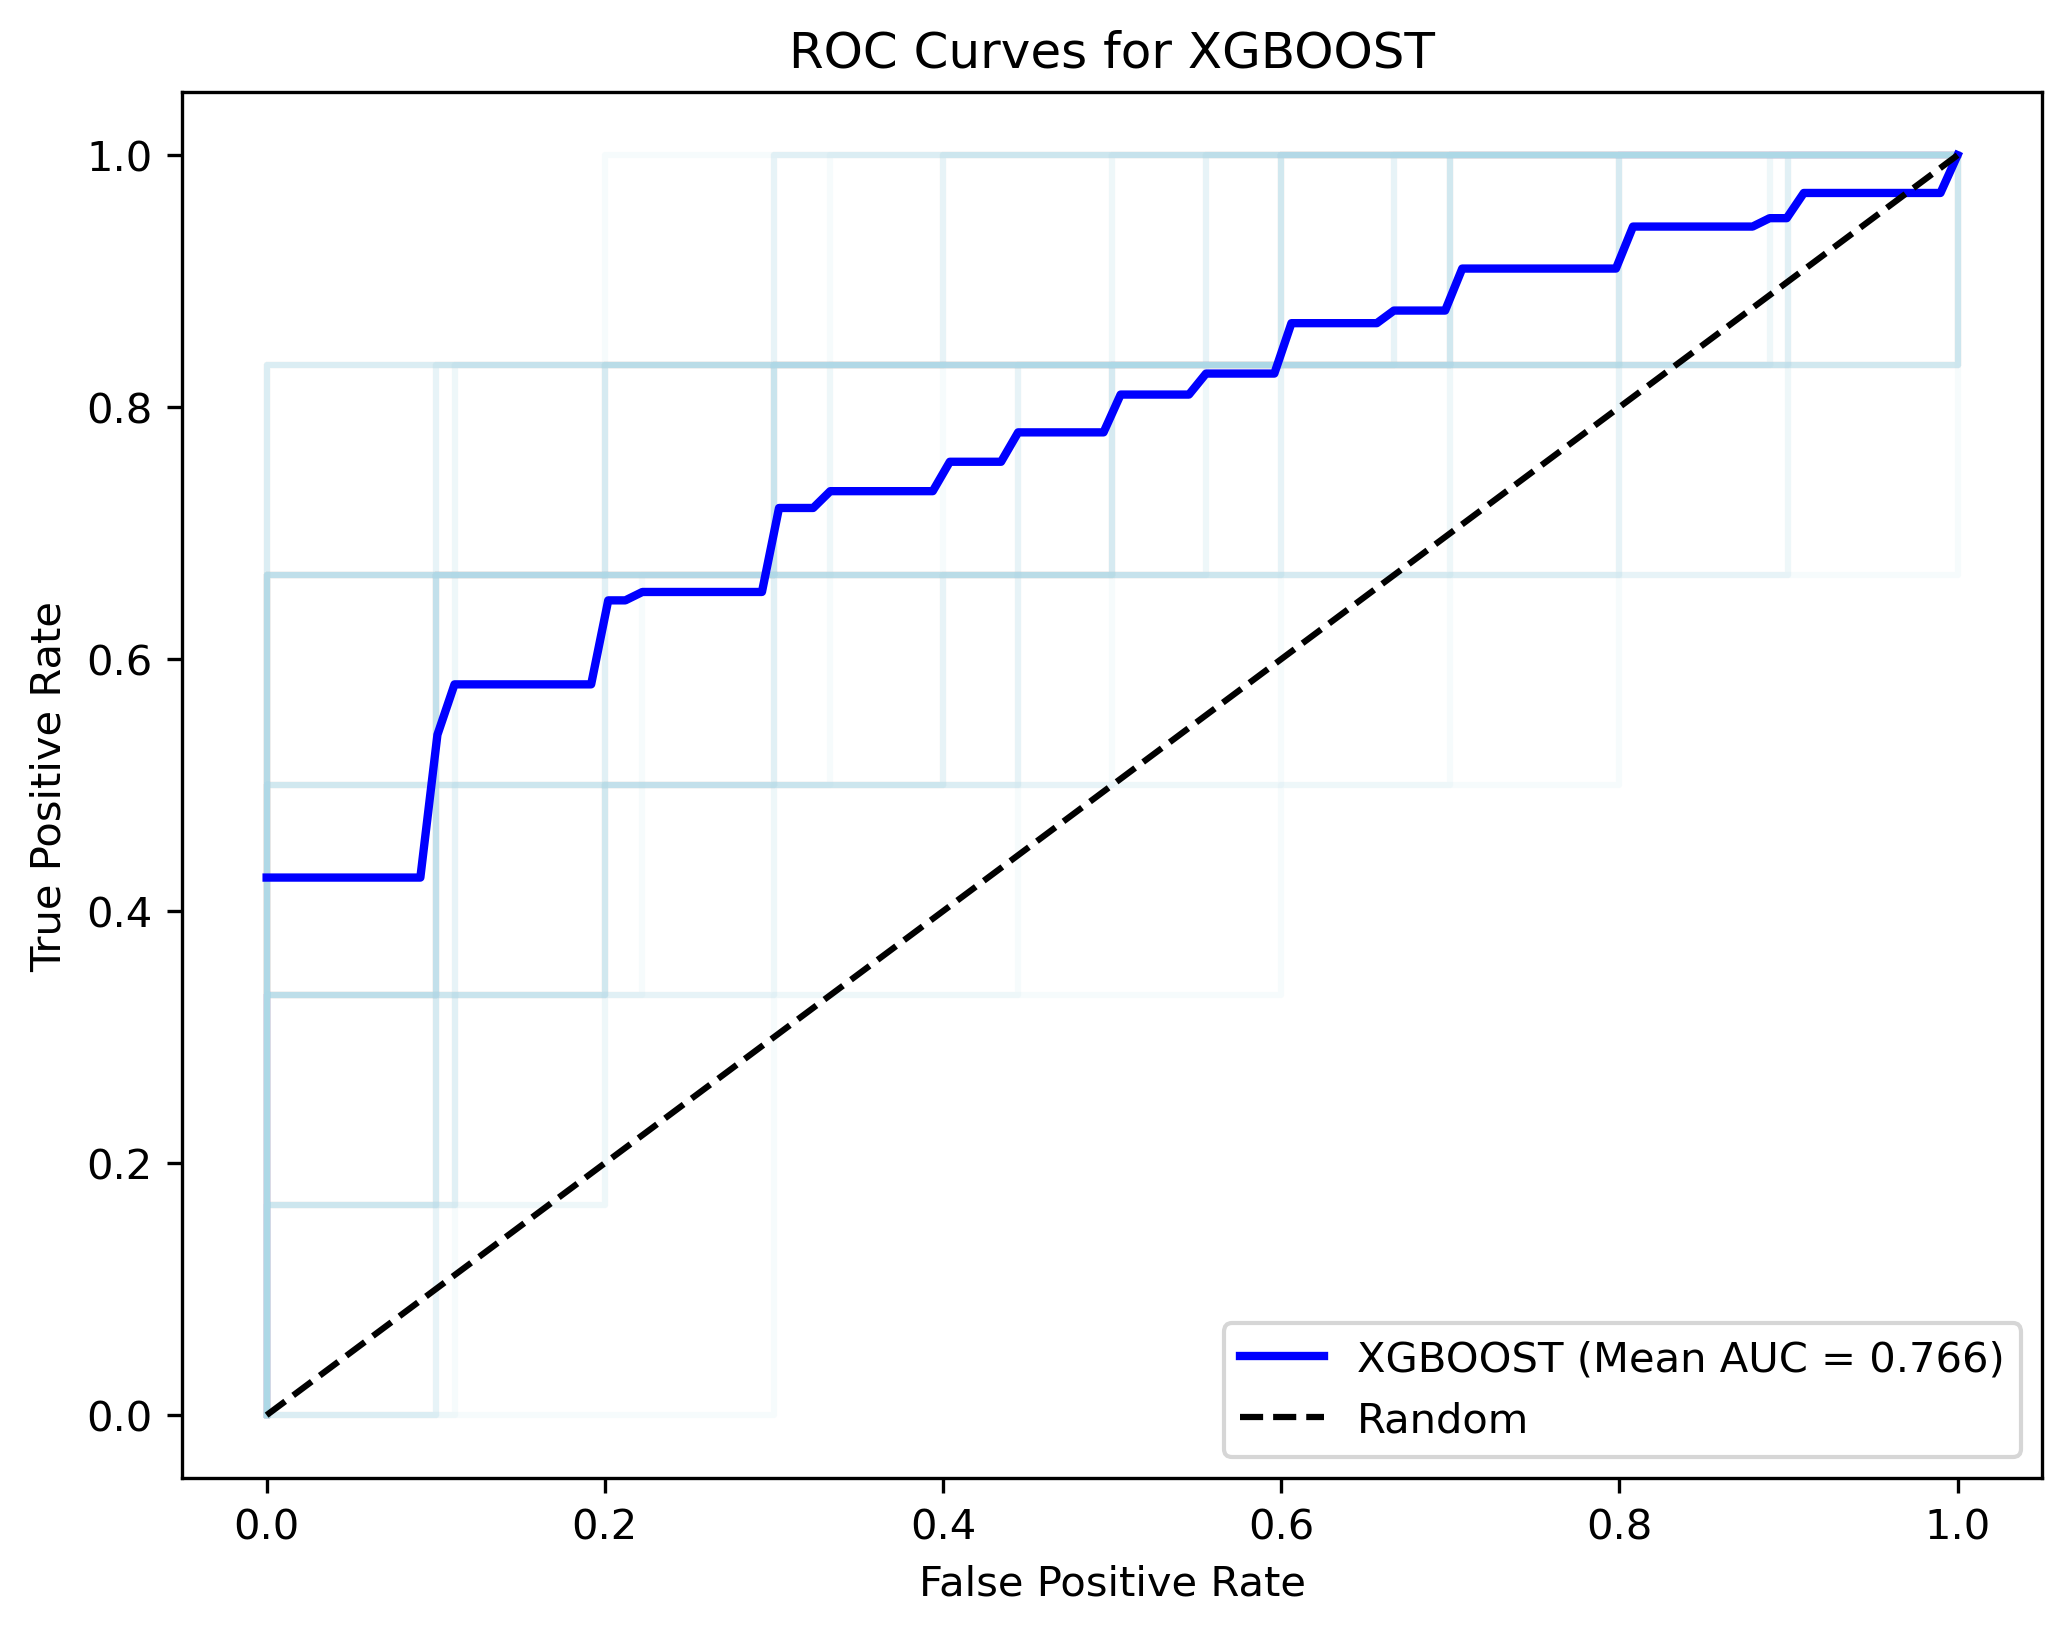 ROC Curves for XGBOOST
1.0
0.8
0.6
0.4
0.2
0.0
True Positive Rate
XGBOOST (Mean AUC = 0.766)
Random
0.0 0.2 0.4 0.6 0.8 1.0
False Positive Rate